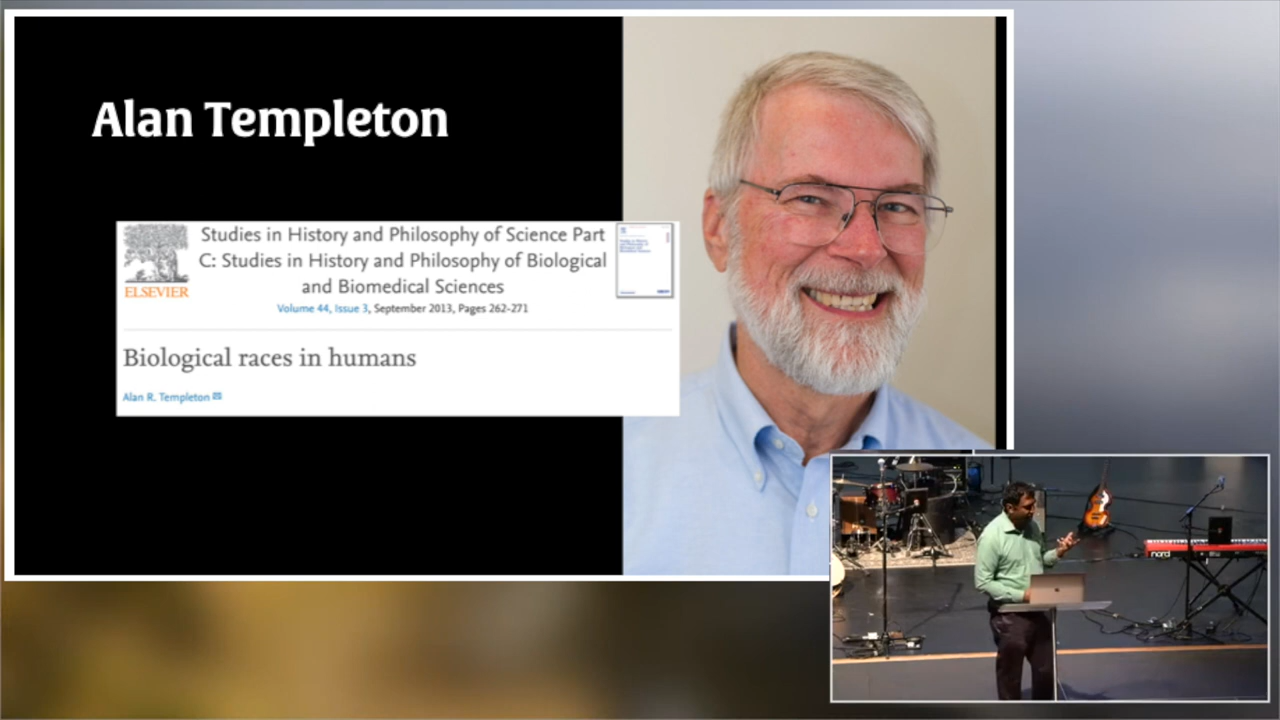 Alan Templeton
Studies in History and Philosophy of Science Part
C: Studies in History and Philosophy of Biological
and Biomedical Sciences
ELSEVIER
Volume 44, Issue 3, September 2013, Pages 262-271
Biological races in humans
Alan R. Templeton
nord